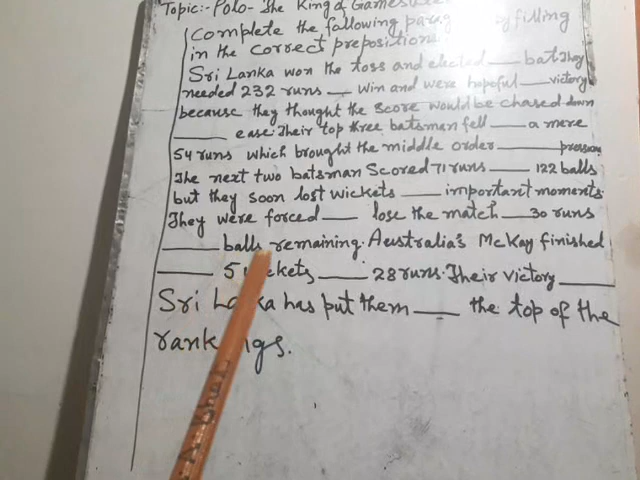 Topic:- Polo - The King of Games
Complete the following by filling
in the correct preposition
Sri Lanka won the toss and elected ___ bat. They
needed 232 runs ___ win and were hopeful ___ victory
because they thought the score would be chased down
___ ease. Their top three batsman fell ___ a mere
54 runs which brought the middle order ___ pressure
The next two batsman scored 71 runs ___ 122 balls
but they soon lost wickets ___ important moments.
They were forced ___ lose the match ___ 30 runs
___ balls remaining. Australia's McKay finished
___ 5 wickets ___ 28 runs. Their victory ___
Sri Lanka has put them ___ the top of the
rankings.